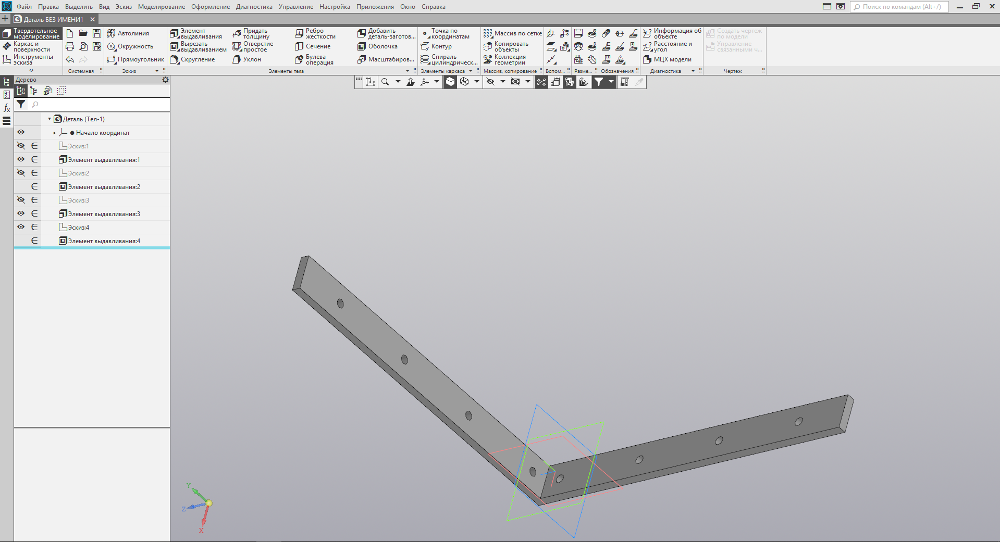 Файл Правка Выделить Вид Эскиз Моделирование Оформление Диагностика Управление Настройка Приложения Окно Справка
Поиск по командам (Alt+/)
Деталь БЕЗ ИМЕНИ1
Твердотельное моделирование
Каркас и поверхности
Инструменты эскиза
Системная
Автолиния
Окружность
Прямоугольник
Эскиз
Элемент выдавливания
Вырезать выдавливанием
Скругление
Придать толщину
Отверстие простое
Уклон
Ребро жесткости
Сечение
Булева операция
Добавить деталь-заготов...
Оболочка
Масштабиров...
Элементы тела
Точка по координатам
Контур
Спираль цилиндрическ...
Элементы каркаса
Массив по сетке
Копировать объекты
Коллекция геометрии
Массив, копирование
Вспом...
Разме...
Обозначения
Информация об объекте
Расстояние и угол
МЦХ модели
Диагностика
Создать чертеж по модели
Управление связанными ч...
Чертеж
Дерево
fx
Деталь (Тел-1)
Начало координат
Эскиз:1
Элемент выдавливания:1
Эскиз:2
Элемент выдавливания:2
Эскиз:3
Элемент выдавливания:3
Эскиз:4
Элемент выдавливания:4
Y
Z
X